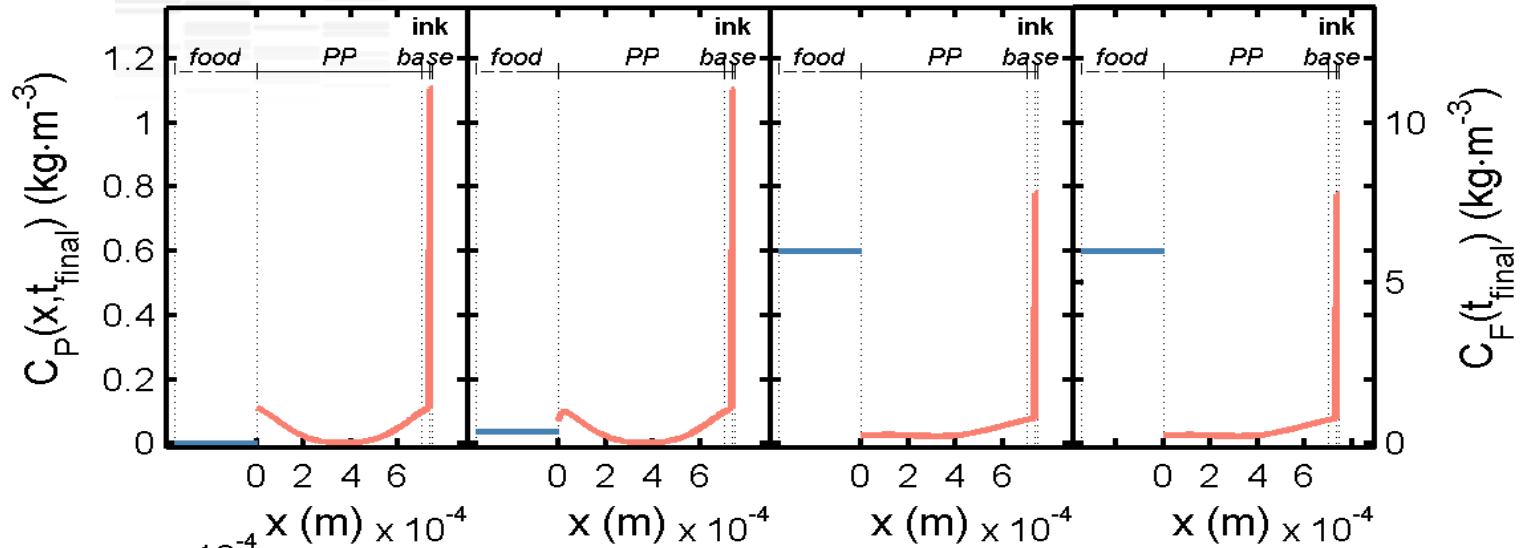 ink ink ink ink
food PP base food PP base food PP base food PP base
1.2
1
0.8
0.6
0.4
0.2
0
10
5
0
C_P(x,t_final) (kg·m^-3)
C_F(t_final) (kg·m^-3)
0 2 4 6 0 2 4 6 0 2 4 6 0 2 4 6
x (m) x 10^-4 x (m) x 10^-4 x (m) x 10^-4 x (m) x 10^-4
10^-4